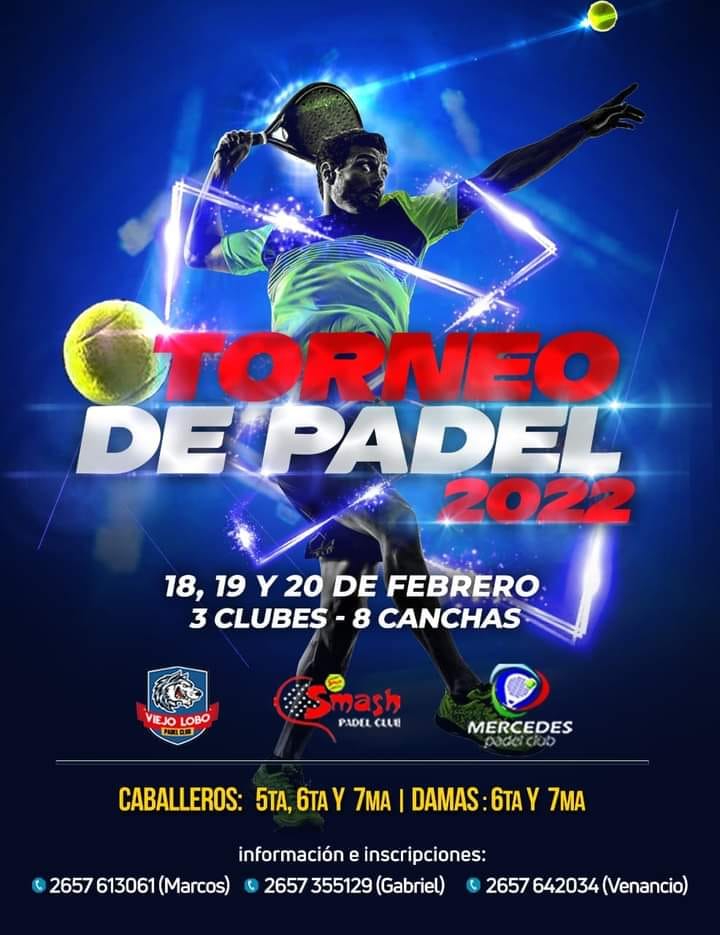 TORNEO
DE PADEL
2022
18, 19 Y 20 DE FEBRERO
3 CLUBES - 8 CANCHAS
VIEJO LOBO
PADEL CLUB
Smash
PADEL CLUB
MERCEDES
padel club
CABALLEROS: 5TA, 6TA Y 7MA | DAMAS : 6TA Y 7MA
información e inscripciones:
2657 613061 (Marcos) 2657 355129 (Gabriel) 2657 642034 (Venancio)